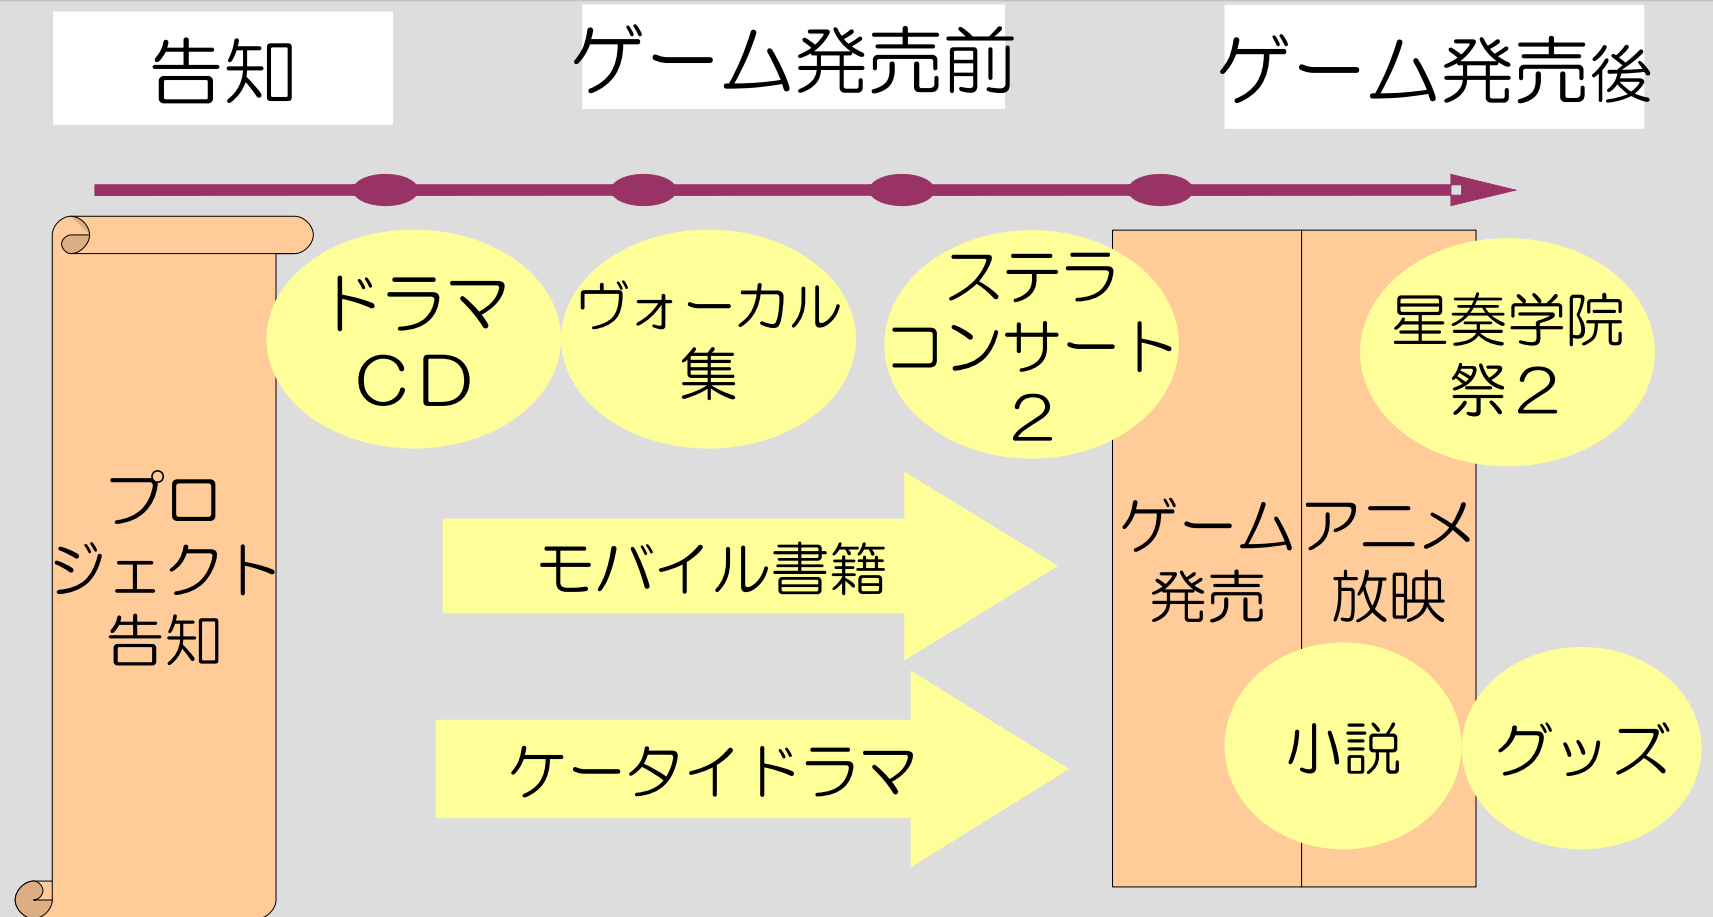 告知
ゲーム発売前
ゲーム発売後
ドラマ
ＣＤ
ヴォーカル
集
ステラ
コンサート
２
星奏学院
祭２
プロ
ジェクト
告知
モバイル書籍
ケータイドラマ
ゲーム
発売
アニメ
放映
小説
グッズ